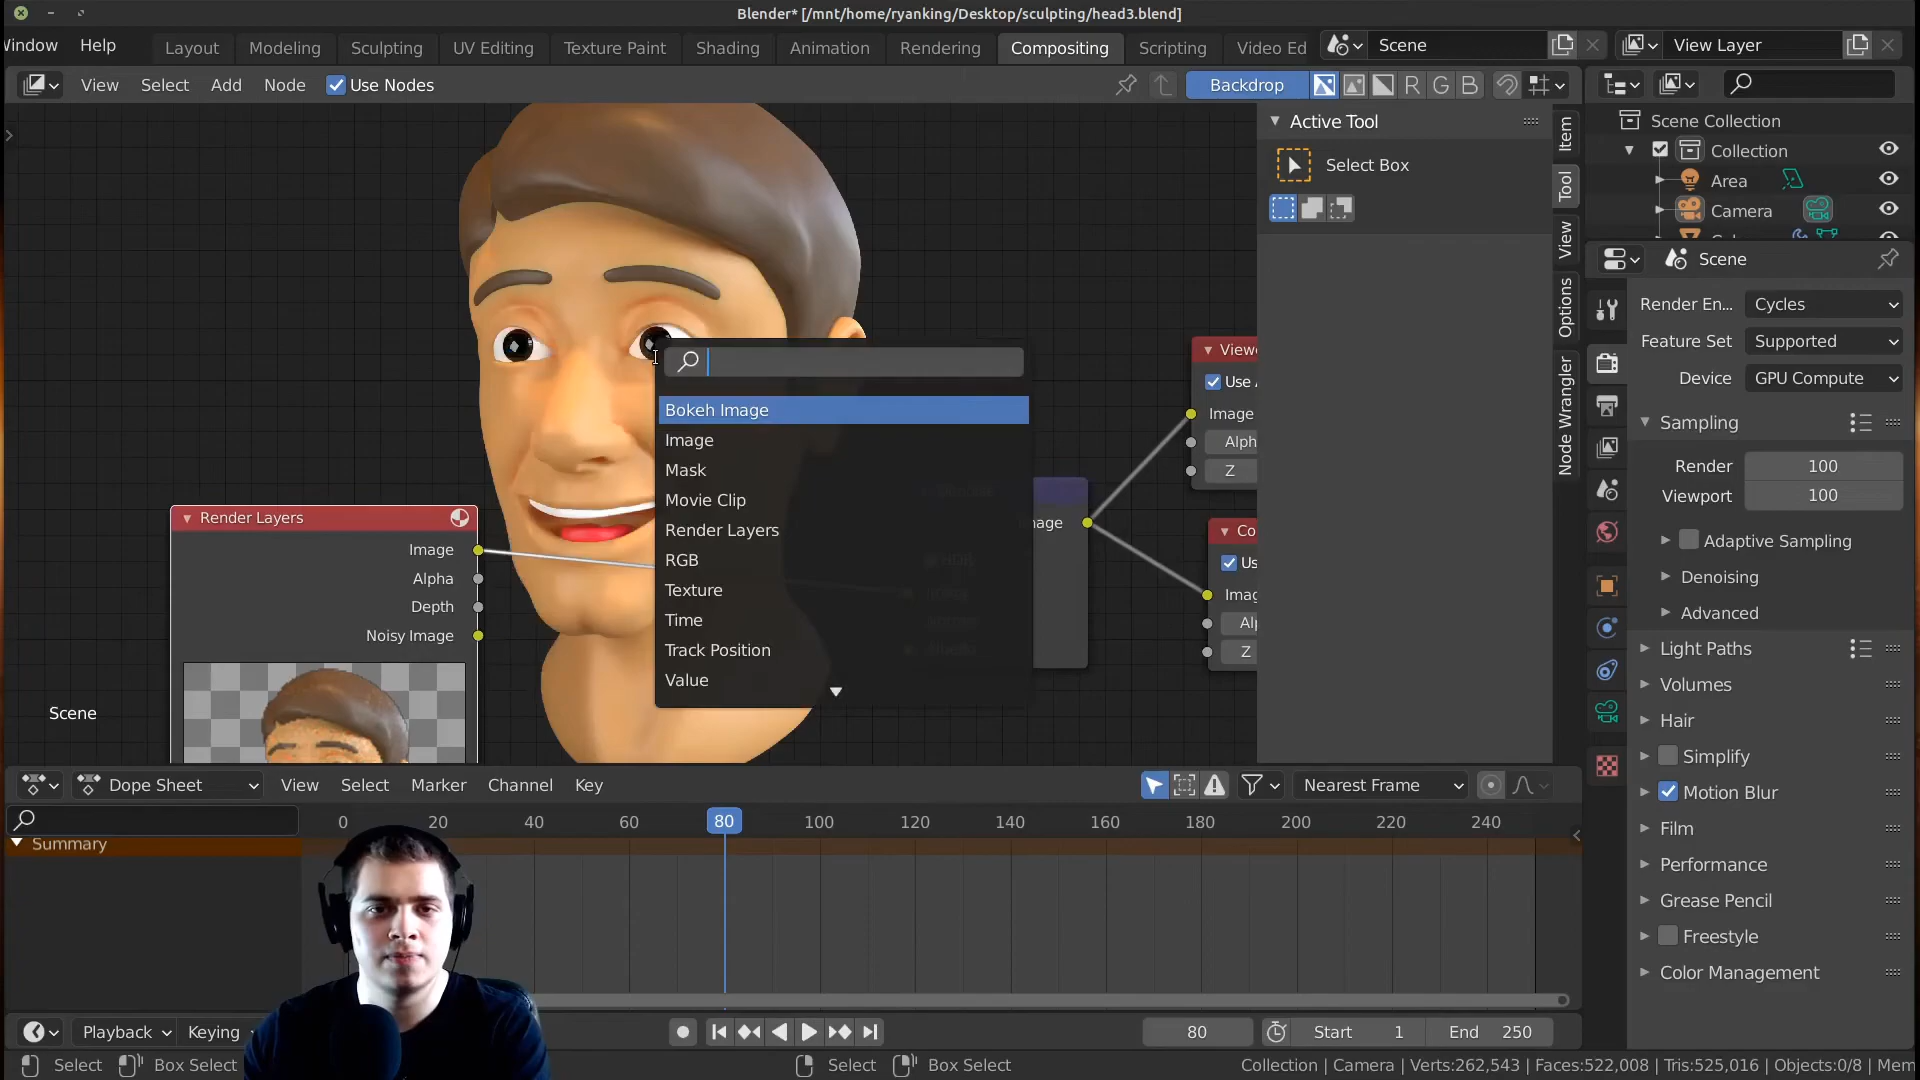 Blender* [/mnt/home/ryanking/Desktop/sculpting/head3.blend]
Window Help Layout Modeling Sculpting UV Editing Texture Paint Shading Animation Rendering Compositing Scripting Video Ed Scene View Layer
View Select Add Node Use Nodes Backdrop R G B
Active Tool
Select Box
Item
Tool
View
Options
Node Wrangler
Scene Collection
Collection
Area
Camera
Scene
Render En... Cycles
Feature Set Supported
Device GPU Compute
Sampling
Render 100
Viewport 100
Adaptive Sampling
Denoising
Advanced
Light Paths
Volumes
Hair
Simplify
Motion Blur
Film
Performance
Grease Pencil
Freestyle
Color Management
Bokeh Image
Image
Mask
Movie Clip
Render Layers
RGB
Texture
Time
Track Position
Value
Render Layers
Image
Alpha
Depth
Noisy Image
Scene
mage
View
Use A
Image
Alph
Z
Co
Us
Imag
Al
Z
Dope Sheet View Select Marker Channel Key Nearest Frame
0 20 40 60 80 100 120 140 160 180 200 220 240
Summary
Playback Keying 80 Start 1 End 250
Select Box Select Select Box Select Collection | Camera | Verts:262,543 | Faces:522,008 | Tris:525,016 | Objects:0/8 | Mem